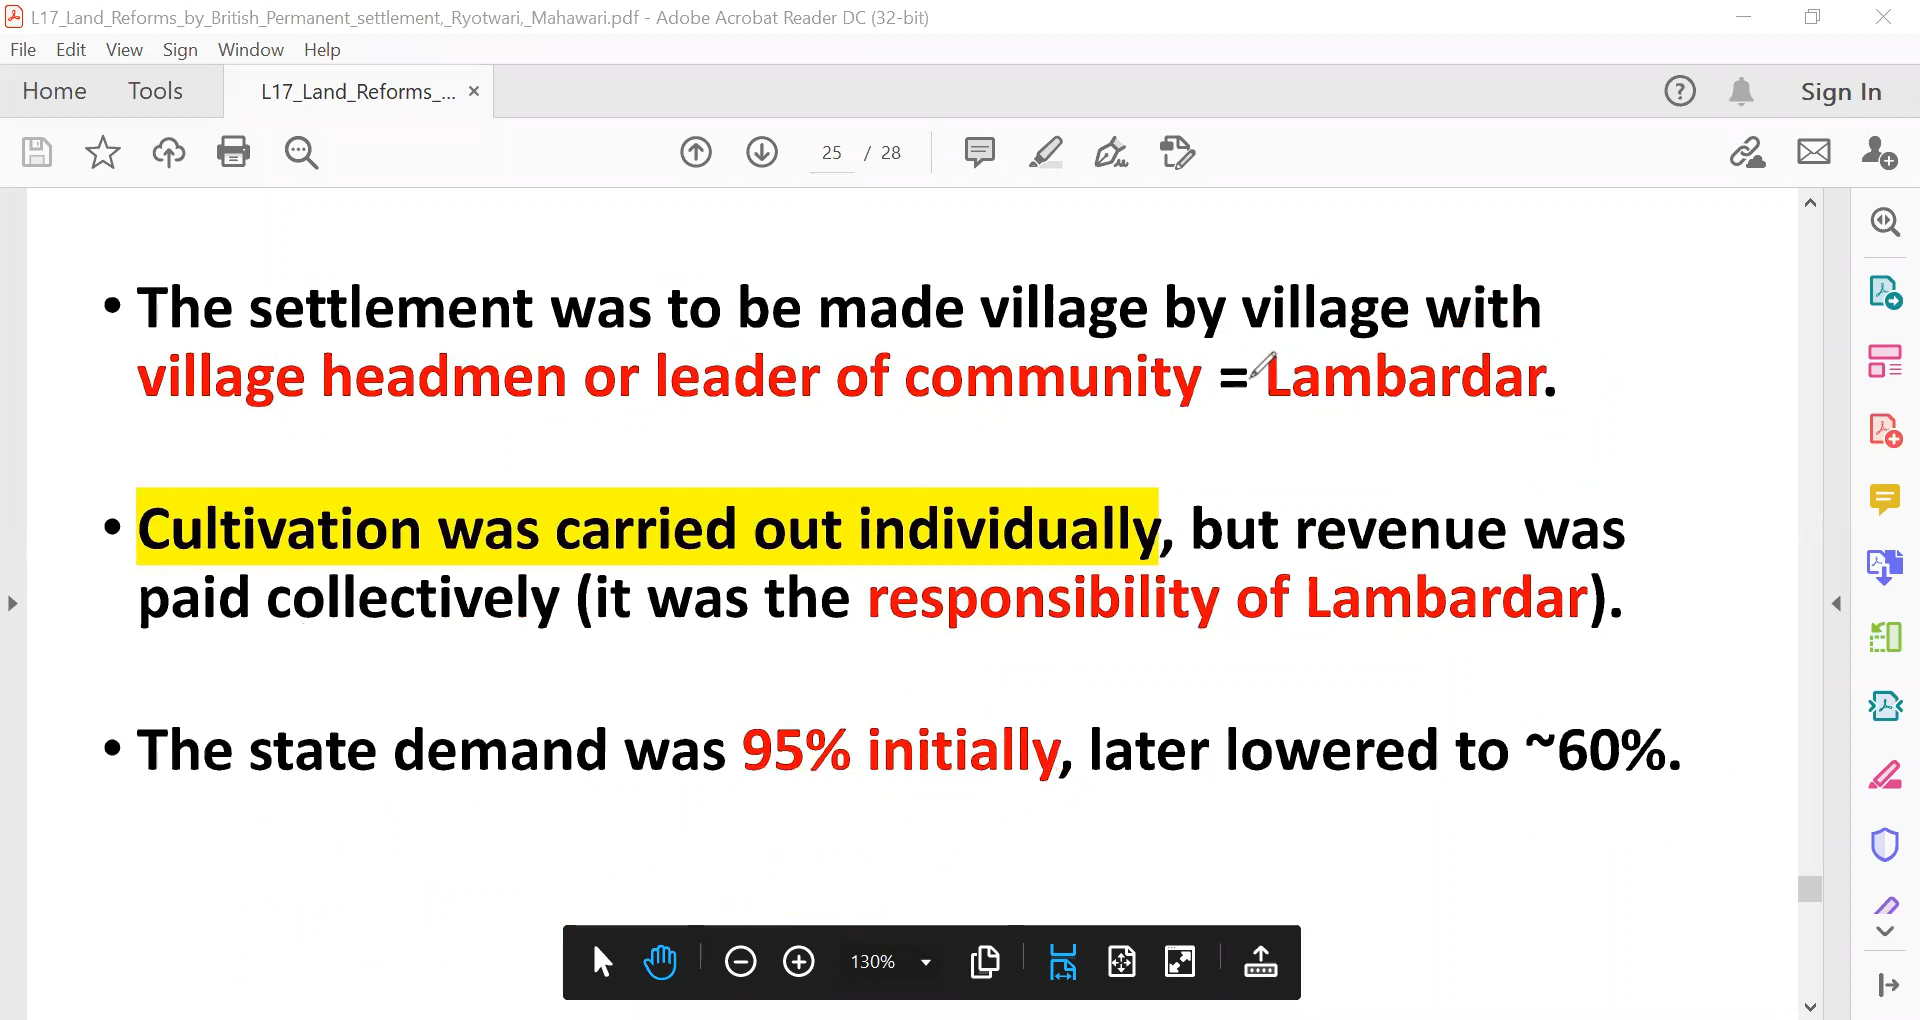 L17_Land_Reforms_by_British_Permanent_settlement,_Ryotwari,_Mahawari.pdf - Adobe Acrobat Reader DC (32-bit)
File Edit View Sign Window Help
Home Tools L17_Land_Reforms_... × Sign In
25 / 28
• The settlement was to be made village by village with
village headmen or leader of community = Lambardar.
• Cultivation was carried out individually, but revenue was
paid collectively (it was the responsibility of Lambardar).
• The state demand was 95% initially, later lowered to ~60%.
130%